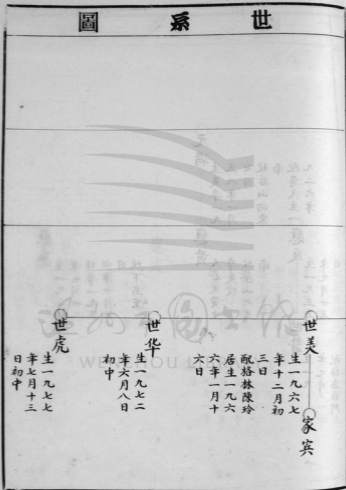 世系圖
世美
生一九六七
年十二月初
三日
配格林陳玲
居生一九六
六年一月十
六日
家宾
世华
生一九七二
年六月八日
初中
世虎
生一九七七
年七月十三
日初中